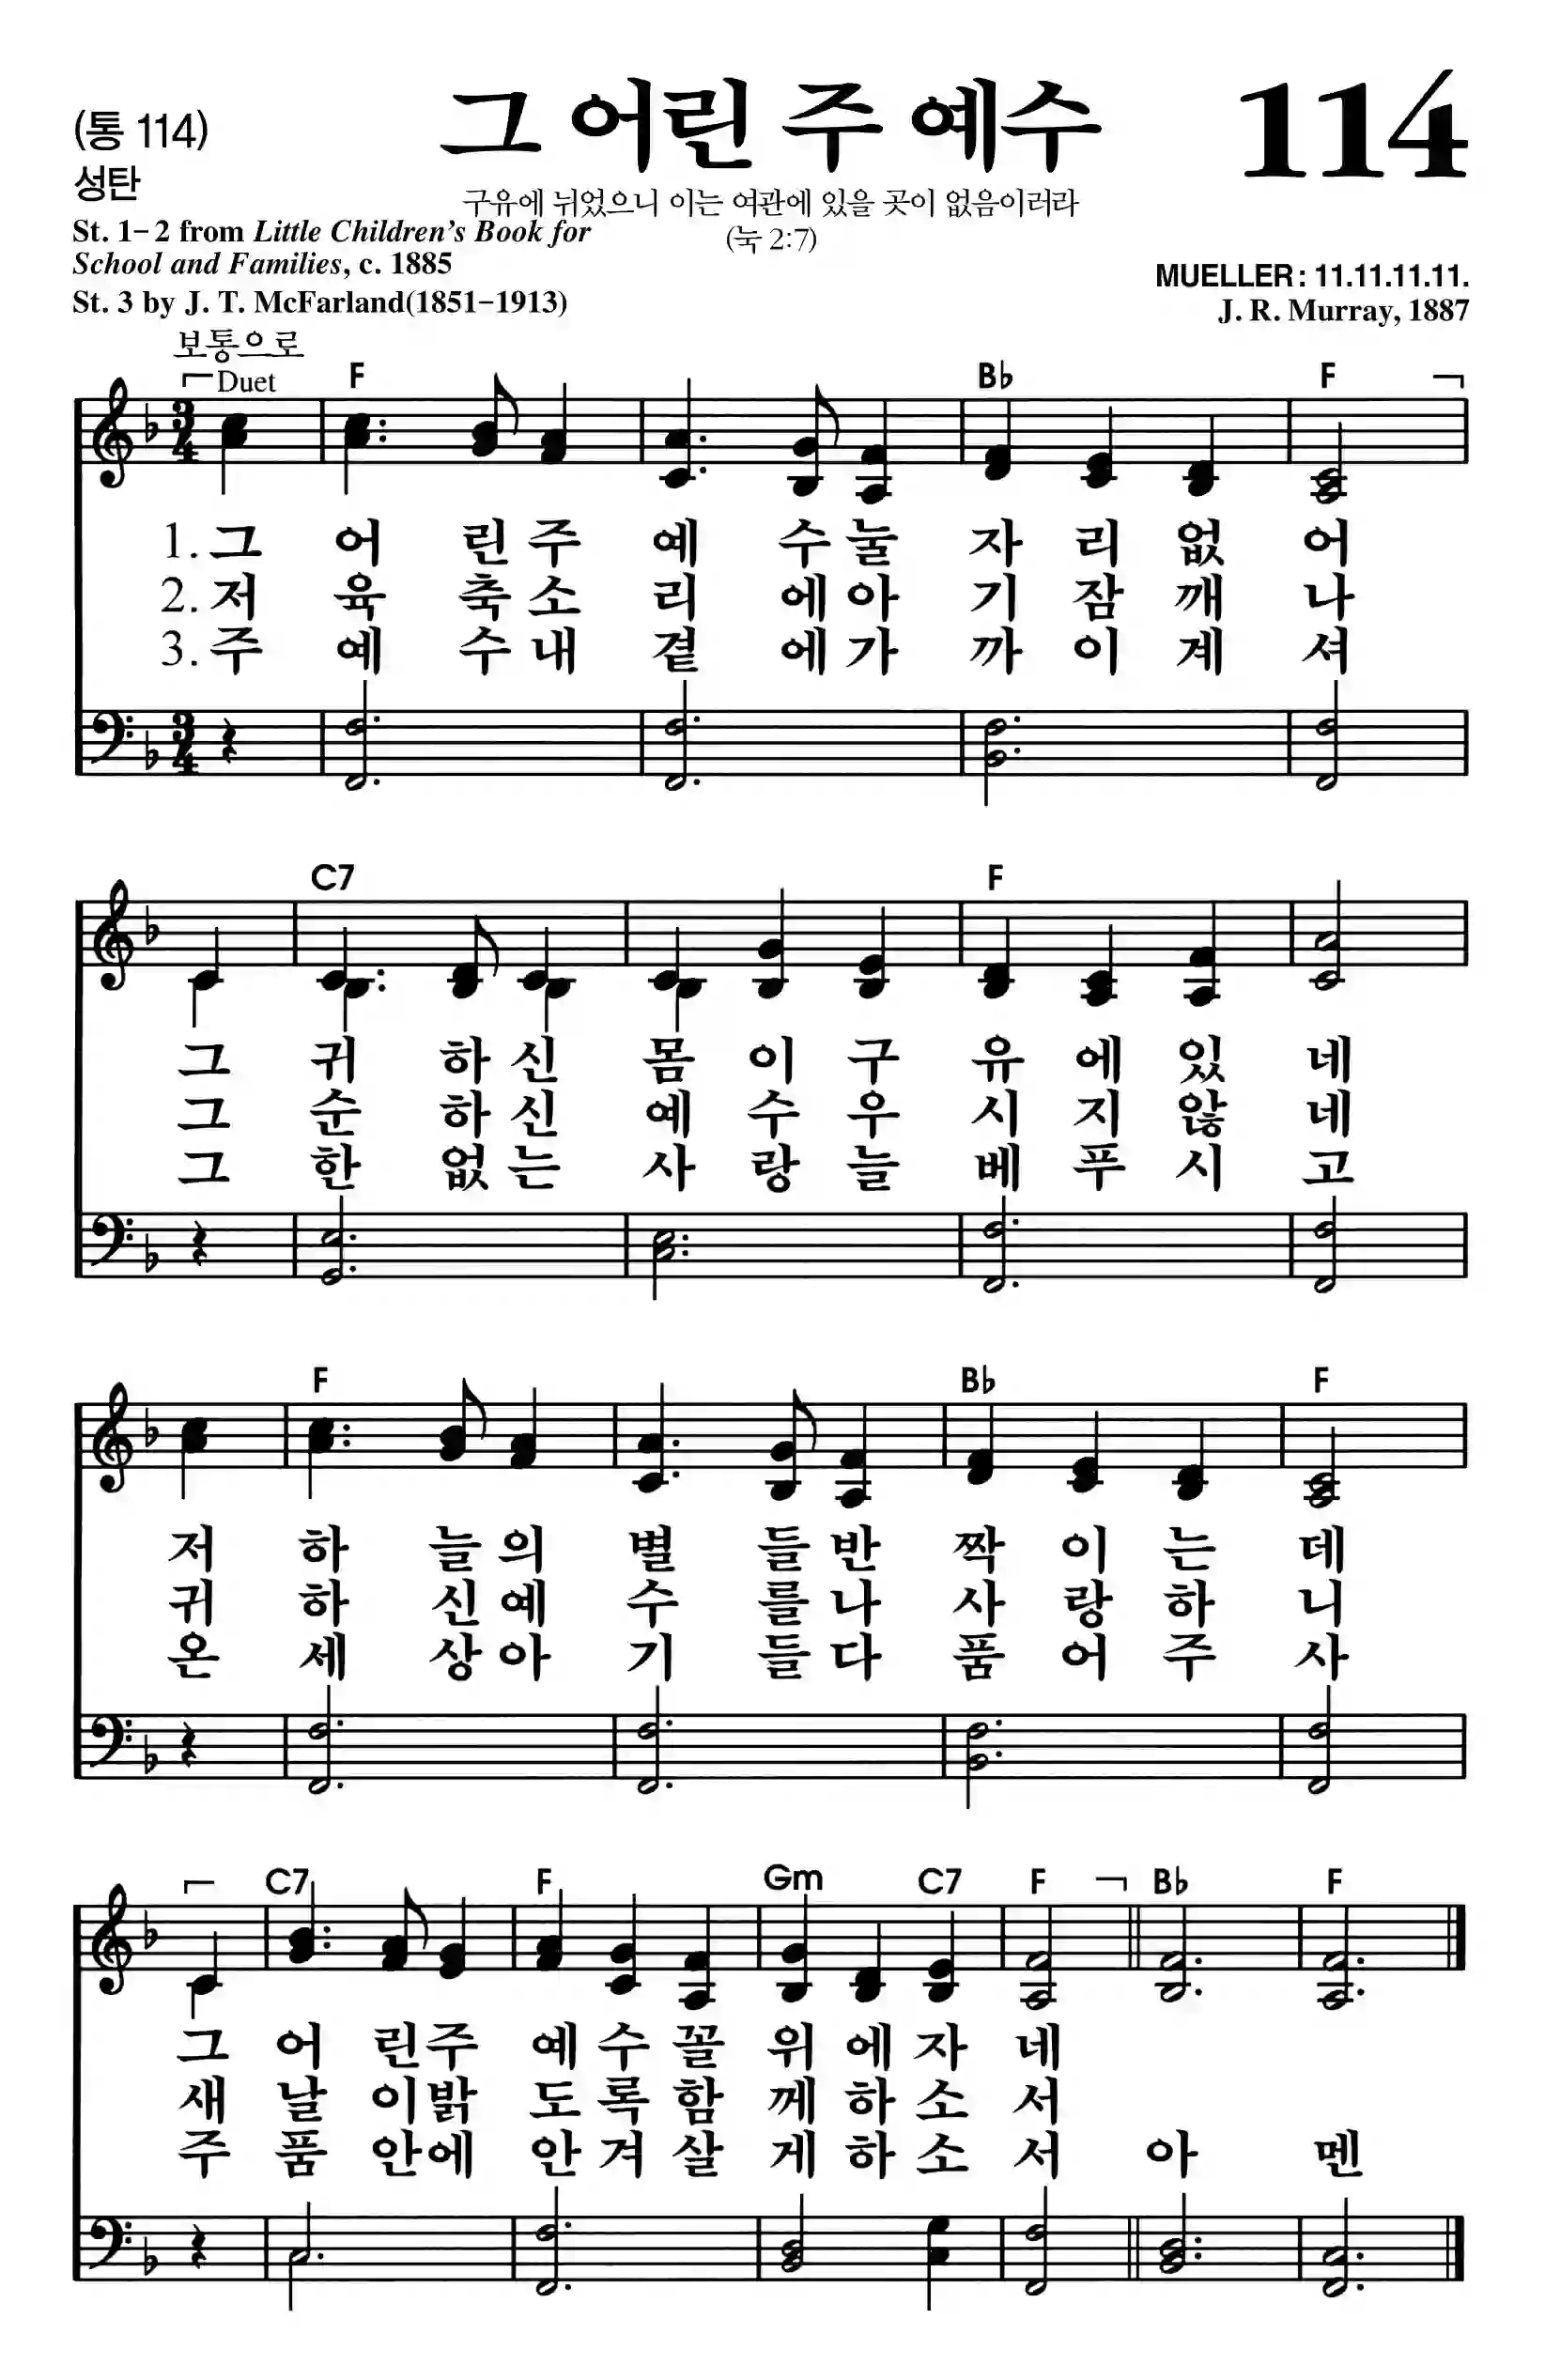 (통 114)
그 어린 주 예수
114
성탄
구유에 뉘었으니 이는 여관에 있을 곳이 없음이러라
(눅 2:7)
St. 1-2 from Little Children's Book for
School and Families, c. 1885
St. 3 by J. T. McFarland(1851-1913)
MUELLER : 11.11.11.11.
J. R. Murray, 1887
보통으로
Duet F B♭ F
3/4
1. 그 어 린 주 예 수 눌 자 리 없 어
2. 저 육 축 소 리 에 아 기 잠 깨 나
3. 주 예 수 내 곁 에 가 까 이 계 셔
3/4
C7 F
그 귀 하 신 몸 이 구 유 에 있 네
그 순 하 신 예 수 우 시 지 않 네
그 한 없 는 사 랑 늘 베 푸 시 고
F B♭ F
저 하 늘 의 별 들 반 짝 이 는 데
귀 하 신 예 수 를 나 사 랑 하 니
온 세 상 아 기 들 다 품 어 주 사
C7 F Gm C7 F B♭ F
그 어 린 주 예 수 꼴 위 에 자 네
새 날 이 밝 도 록 함 께 하 소 서
주 품 안 에 안 겨 살 게 하 소 서 아 멘